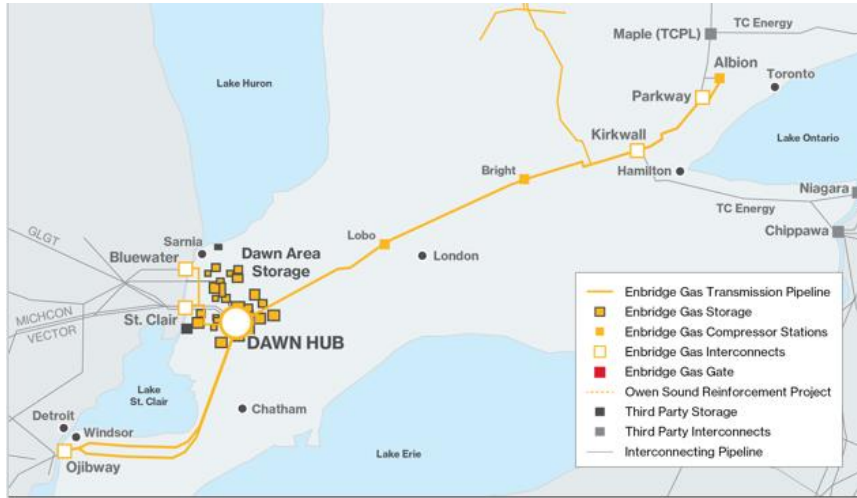 TC Energy
Maple (TCPL)
Albion
Toronto
Parkway
Lake Huron
Kirkwall
Lake Ontario
Bright
Hamilton
Niagara
TC Energy
Chippawa
GLGT
Sarnia
Bluewater
Dawn Area
Storage
Lobo
London
MICHCON
VECTOR
St. Clair
DAWN HUB
Lake
St. Clair
Detroit
Windsor
Chatham
Ojibway
Lake Erie
Enbridge Gas Transmission Pipeline
Enbridge Gas Storage
Enbridge Gas Compressor Stations
Enbridge Gas Interconnects
Enbridge Gas Gate
Owen Sound Reinforcement Project
Third Party Storage
Third Party Interconnects
Interconnecting Pipeline